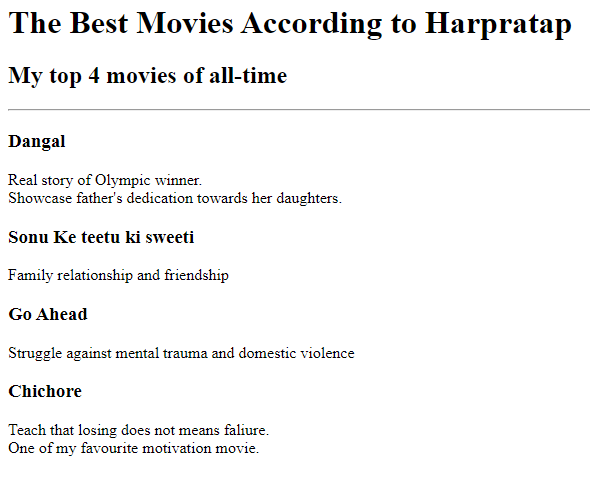 The Best Movies According to Harpratap
My top 4 movies of all-time
Dangal
Real story of Olympic winner.
Showcase father's dedication towards her daughters.
Sonu Ke teetu ki sweeti
Family relationship and friendship
Go Ahead
Struggle against mental trauma and domestic violence
Chichore
Teach that losing does not means faliure.
One of my favourite motivation movie.